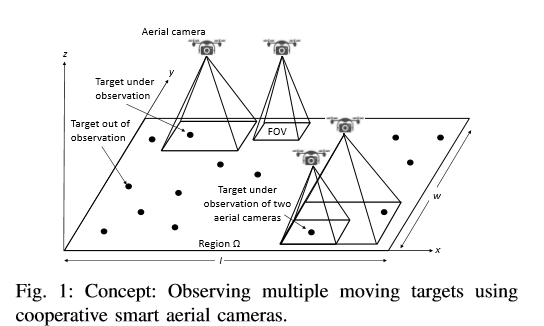 Aerial camera
z
y
Target under
observation
Target out of
observation
FOV
Target under
observation of two
aerial cameras
w
Region Ω
x
l
Fig. 1: Concept: Observing multiple moving targets using
cooperative smart aerial cameras.